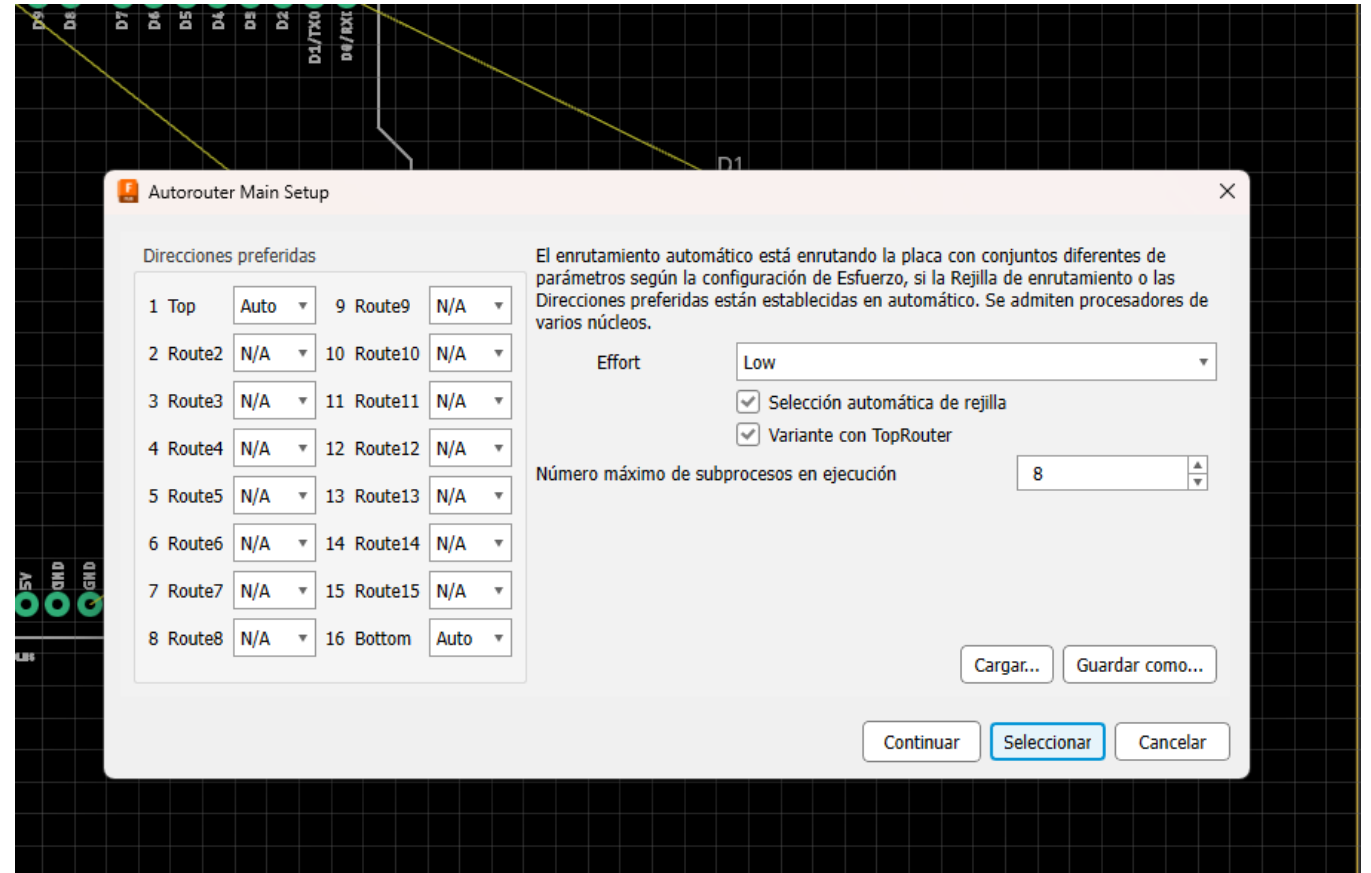 D9 D8 D7 D6 D5 D4 D3 D2 D1/TX0 D0/RX1
D1
Autorouter Main Setup
Direcciones preferidas
1 Top Auto 9 Route9 N/A
2 Route2 N/A 10 Route10 N/A
3 Route3 N/A 11 Route11 N/A
4 Route4 N/A 12 Route12 N/A
5 Route5 N/A 13 Route13 N/A
6 Route6 N/A 14 Route14 N/A
7 Route7 N/A 15 Route15 N/A
8 Route8 N/A 16 Bottom Auto
El enrutamiento automático está enrutando la placa con conjuntos diferentes de
parámetros según la configuración de Esfuerzo, si la Rejilla de enrutamiento o las
Direcciones preferidas están establecidas en automático. Se admiten procesadores de
varios núcleos.
Effort Low
Selección automática de rejilla
Variante con TopRouter
Número máximo de subprocesos en ejecución 8
Cargar... Guardar como...
Continuar Seleccionar Cancelar
5V GND GND